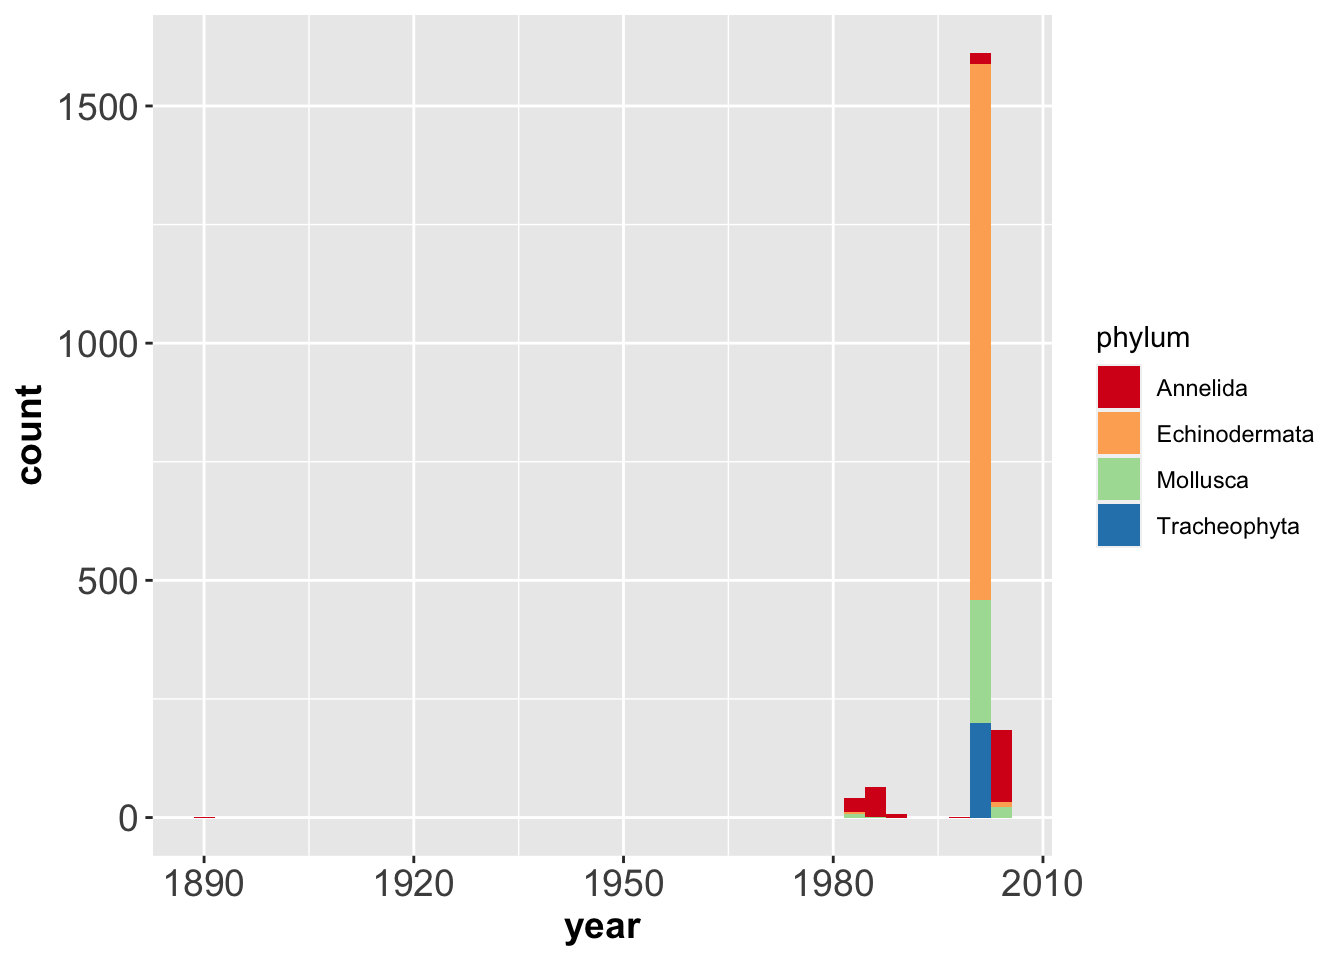 1500
1000
500
0
count
1890 1920 1950 1980 2010
year
phylum
Annelida
Echinodermata
Mollusca
Tracheophyta